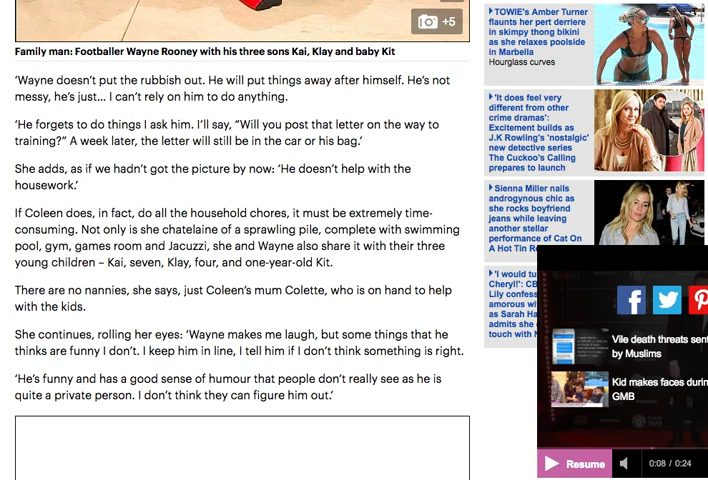 +5
Family man: Footballer Wayne Rooney with his three sons Kai, Klay and baby Kit
‘Wayne doesn’t put the rubbish out. He will put things away after himself. He’s not
messy, he’s just... I can’t rely on him to do anything.
‘He forgets to do things I ask him. I’ll say, “Will you post that letter on the way to
training?” A week later, the letter will still be in the car or his bag.’
She adds, as if we hadn’t got the picture by now: ‘He doesn’t help with the
housework.’
If Coleen does, in fact, do all the household chores, it must be extremely time-
consuming. Not only is she chatelaine of a sprawling pile, complete with swimming
pool, gym, games room and Jacuzzi, she and Wayne also share it with their three
young children – Kai, seven, Klay, four, and one-year-old Kit.
There are no nannies, she says, just Coleen’s mum Colette, who is on hand to help
with the kids.
She continues, rolling her eyes: ‘Wayne makes me laugh, but some things that he
thinks are funny I don’t. I keep him in line, I tell him if I don’t think something is right.
‘He’s funny and has a good sense of humour that people don’t really see as he is
quite a private person. I don’t think they can figure him out.’
TOWIE's Amber Turner
flaunts her pert derriere
in skimpy thong bikini
as she relaxes poolside
in Marbella
Hourglass curves
'It does feel very
different from other
crime dramas':
Excitement builds as
J.K Rowling's 'nostalgic'
new detective series
The Cuckoo's Calling
prepares to launch
Sienna Miller nails
androgynous chic as
she rocks boyfriend
jeans while leaving
another stellar
performance of Cat On
A Hot Tin R
'I would tu
Cheryl!': CB
Lily confess
amorous wi
as Sarah Ha
admits she
touch with
Vile death threats sent
by Muslims
Kid makes faces durin
GMB
Resume
0:08 / 0:24